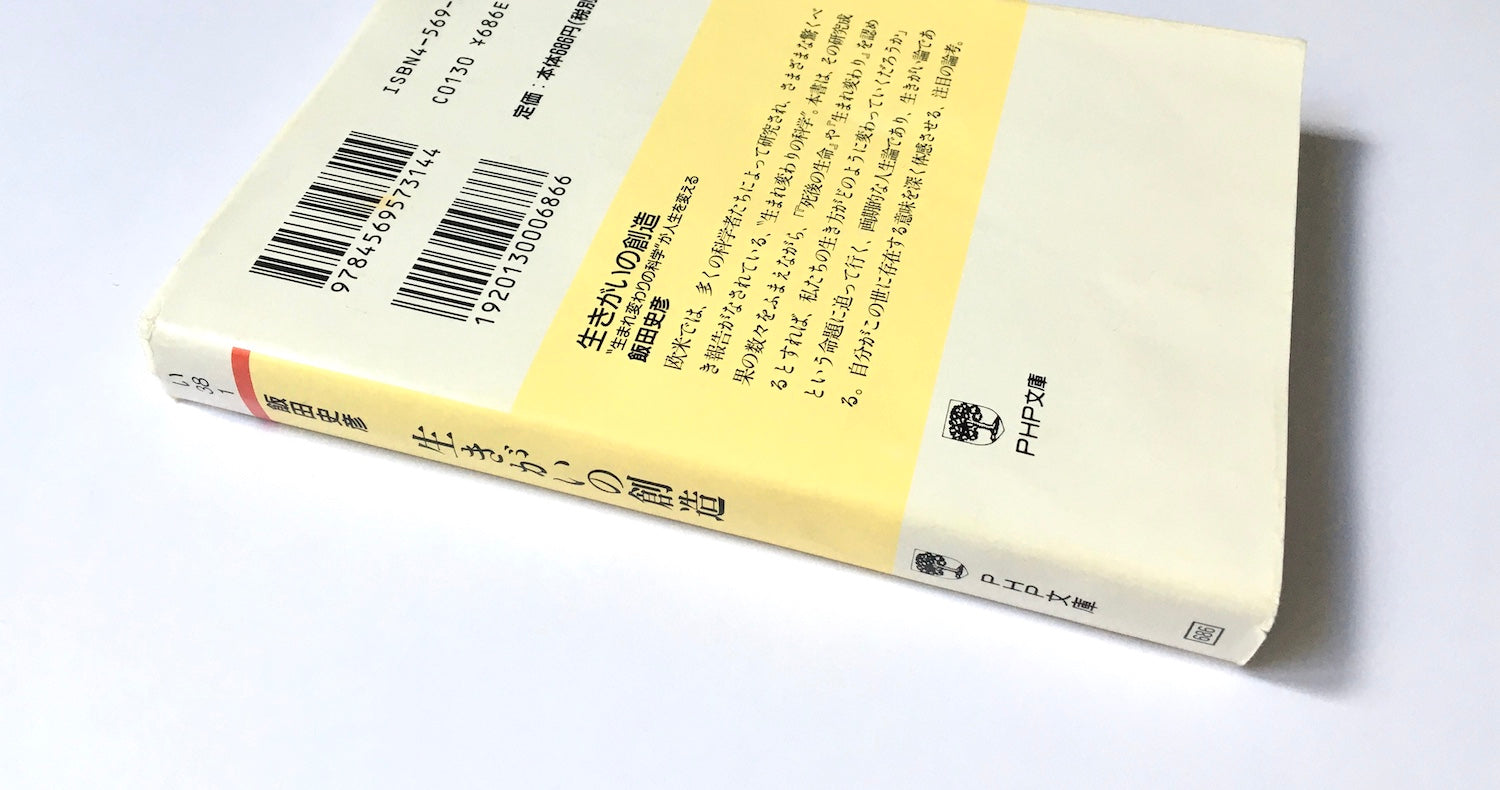 ISBN4-569-
C0130 ¥686E
定価：本体686円(税別
9784569573144
1920130006866
生きがいの創造
"生まれ変わりの科学"が人生を変える
飯田史彦
欧米では、多くの科学者たちによって研究され、さまざまな驚くべ
き報告がなされている、"生まれ変わりの科学"。本書は、その研究成
果の数々をふまえながら、「『死後の生命』や『生まれ変わり』を認め
るとすれば、私たちの生き方がどのように変わっていくだろうか」
という命題に迫って行く、画期的な人生論であり、生きがい論であ
る。自分がこの世に存在する意味を深く体感させる、注目の論考。
PHP文庫
い
38
1
飯田史彦
生きがいの創造
PHP文庫
686